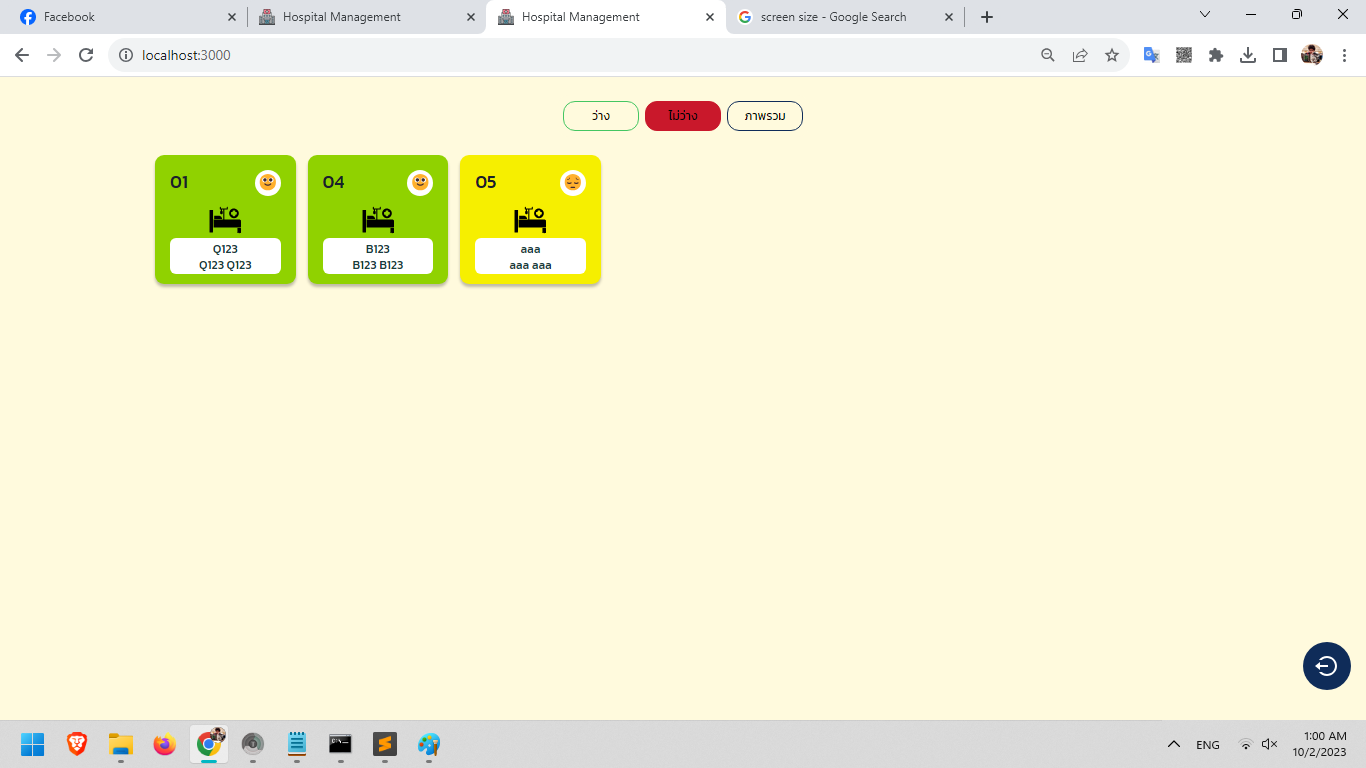 Facebook
Hospital Management
Hospital Management
screen size - Google Search
localhost:3000
ว่าง
ไม่ว่าง
ภาพรวม
01
04
05
Q123
Q123 Q123
B123
B123 B123
aaa
aaa aaa
ENG
1:00 AM
10/2/2023